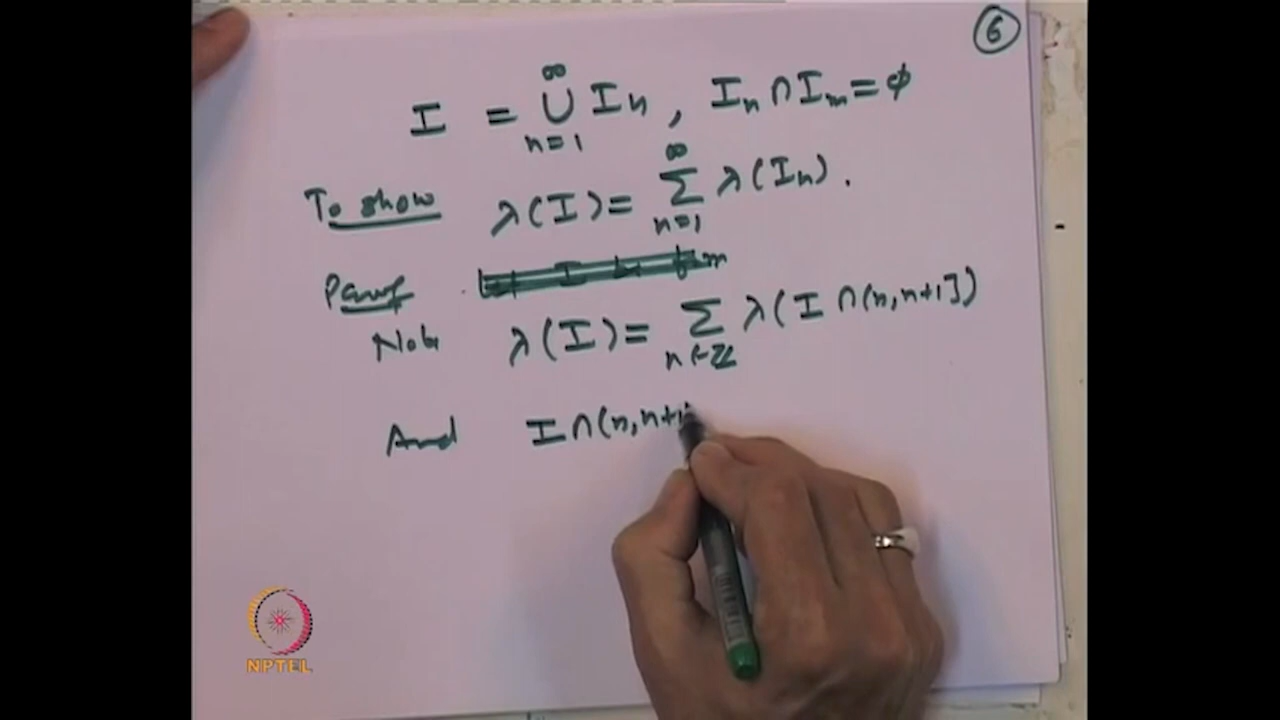 6
I = ∪_{n=1}^{∞} I_n , I_n ∩ I_m = φ
To show λ(I) = ∑_{n=1}^{∞} λ(I_n) .
Proof
Note λ(I) = ∑_{n∈ℤ} λ(I ∩ (n, n+1])
And I ∩ (n, n+1
NPTEL